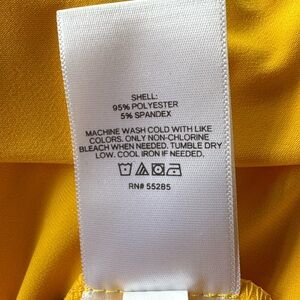 SHELL:
95% POLYESTER
5% SPANDEX
MACHINE WASH COLD WITH LIKE
COLORS. ONLY NON-CHLORINE
BLEACH WHEN NEEDED. TUMBLE DRY
LOW. COOL IRON IF NEEDED.
RN# 55285